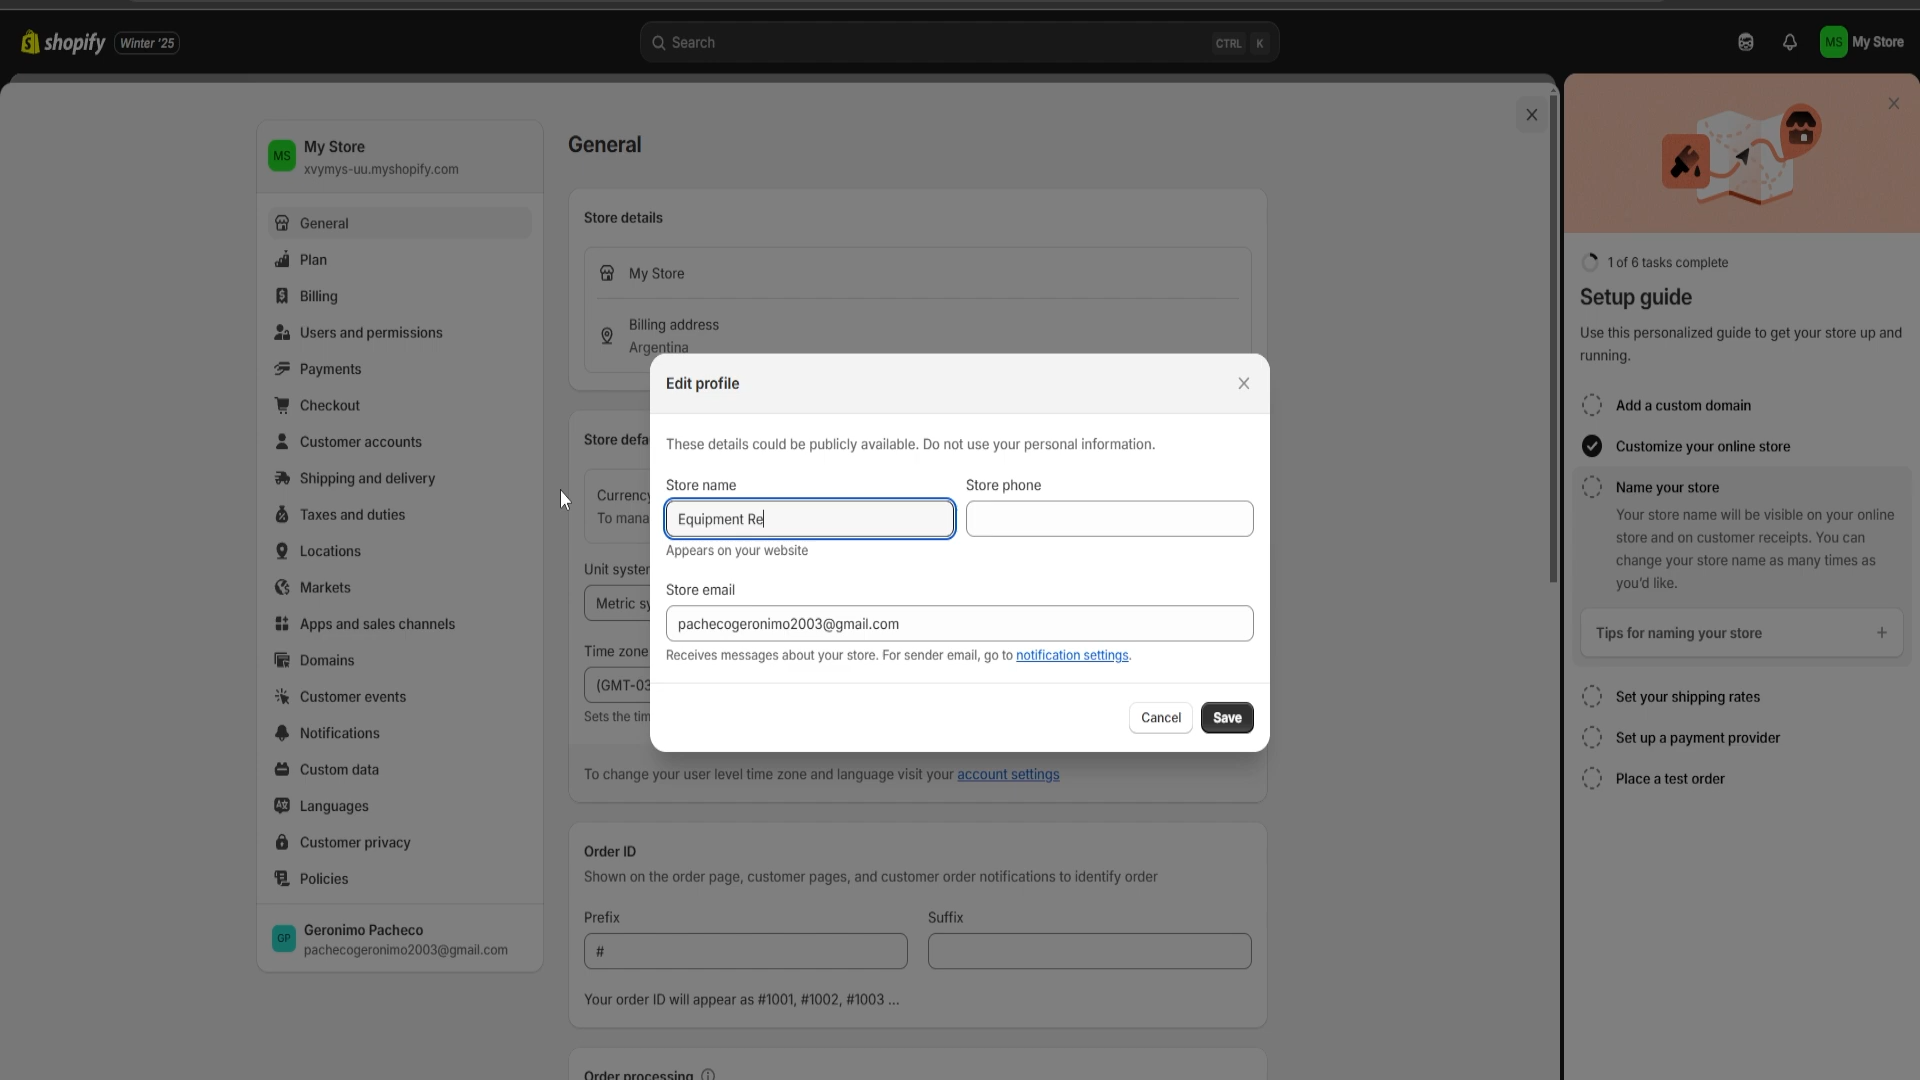 shopify
Winter '25
Search
CTRL K
MS
My Store
MS
My Store
xvymys-uu.myshopify.com
General
Plan
Billing
Users and permissions
Payments
Checkout
Customer accounts
Shipping and delivery
Taxes and duties
Locations
Markets
Apps and sales channels
Domains
Customer events
Notifications
Custom data
Languages
Customer privacy
Policies
GP
Geronimo Pacheco
pachecogeronimo2003@gmail.com
General
Store details
My Store
Billing address
Argentina
Store defa
Currency
To mana
Unit syster
Metric sy
Time zone
(GMT-03
Sets the tim
To change your user level time zone and language visit your account settings
Order ID
Shown on the order page, customer pages, and customer order notifications to identify order
Prefix
Suffix
#
Your order ID will appear as #1001, #1002, #1003 ...
Order processing
Edit profile
These details could be publicly available. Do not use your personal information.
Store name
Store phone
Equipment Re
Appears on your website
Store email
pachecogeronimo2003@gmail.com
Receives messages about your store. For sender email, go to notification settings.
Cancel
Save
1 of 6 tasks complete
Setup guide
Use this personalized guide to get your store up and
running.
Add a custom domain
Customize your online store
Name your store
Your store name will be visible on your online
store and on customer receipts. You can
change your store name as many times as
you'd like.
Tips for naming your store
Set your shipping rates
Set up a payment provider
Place a test order